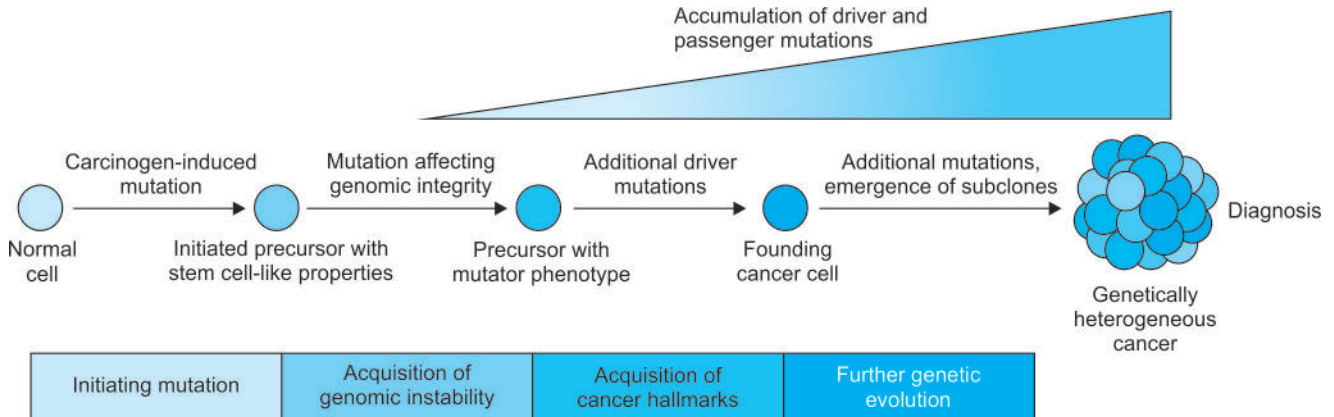 Accumulation of driver and
passenger mutations
Carcinogen-induced
mutation
Mutation affecting
genomic integrity
Additional driver
mutations
Additional mutations,
emergence of subclones
Normal
cell
Initiated precursor with
stem cell-like properties
Precursor with
mutator phenotype
Founding
cancer cell
Diagnosis
Genetically
heterogeneous
cancer
Initiating mutation
Acquisition of
genomic instability
Acquisition of
cancer hallmarks
Further genetic
evolution